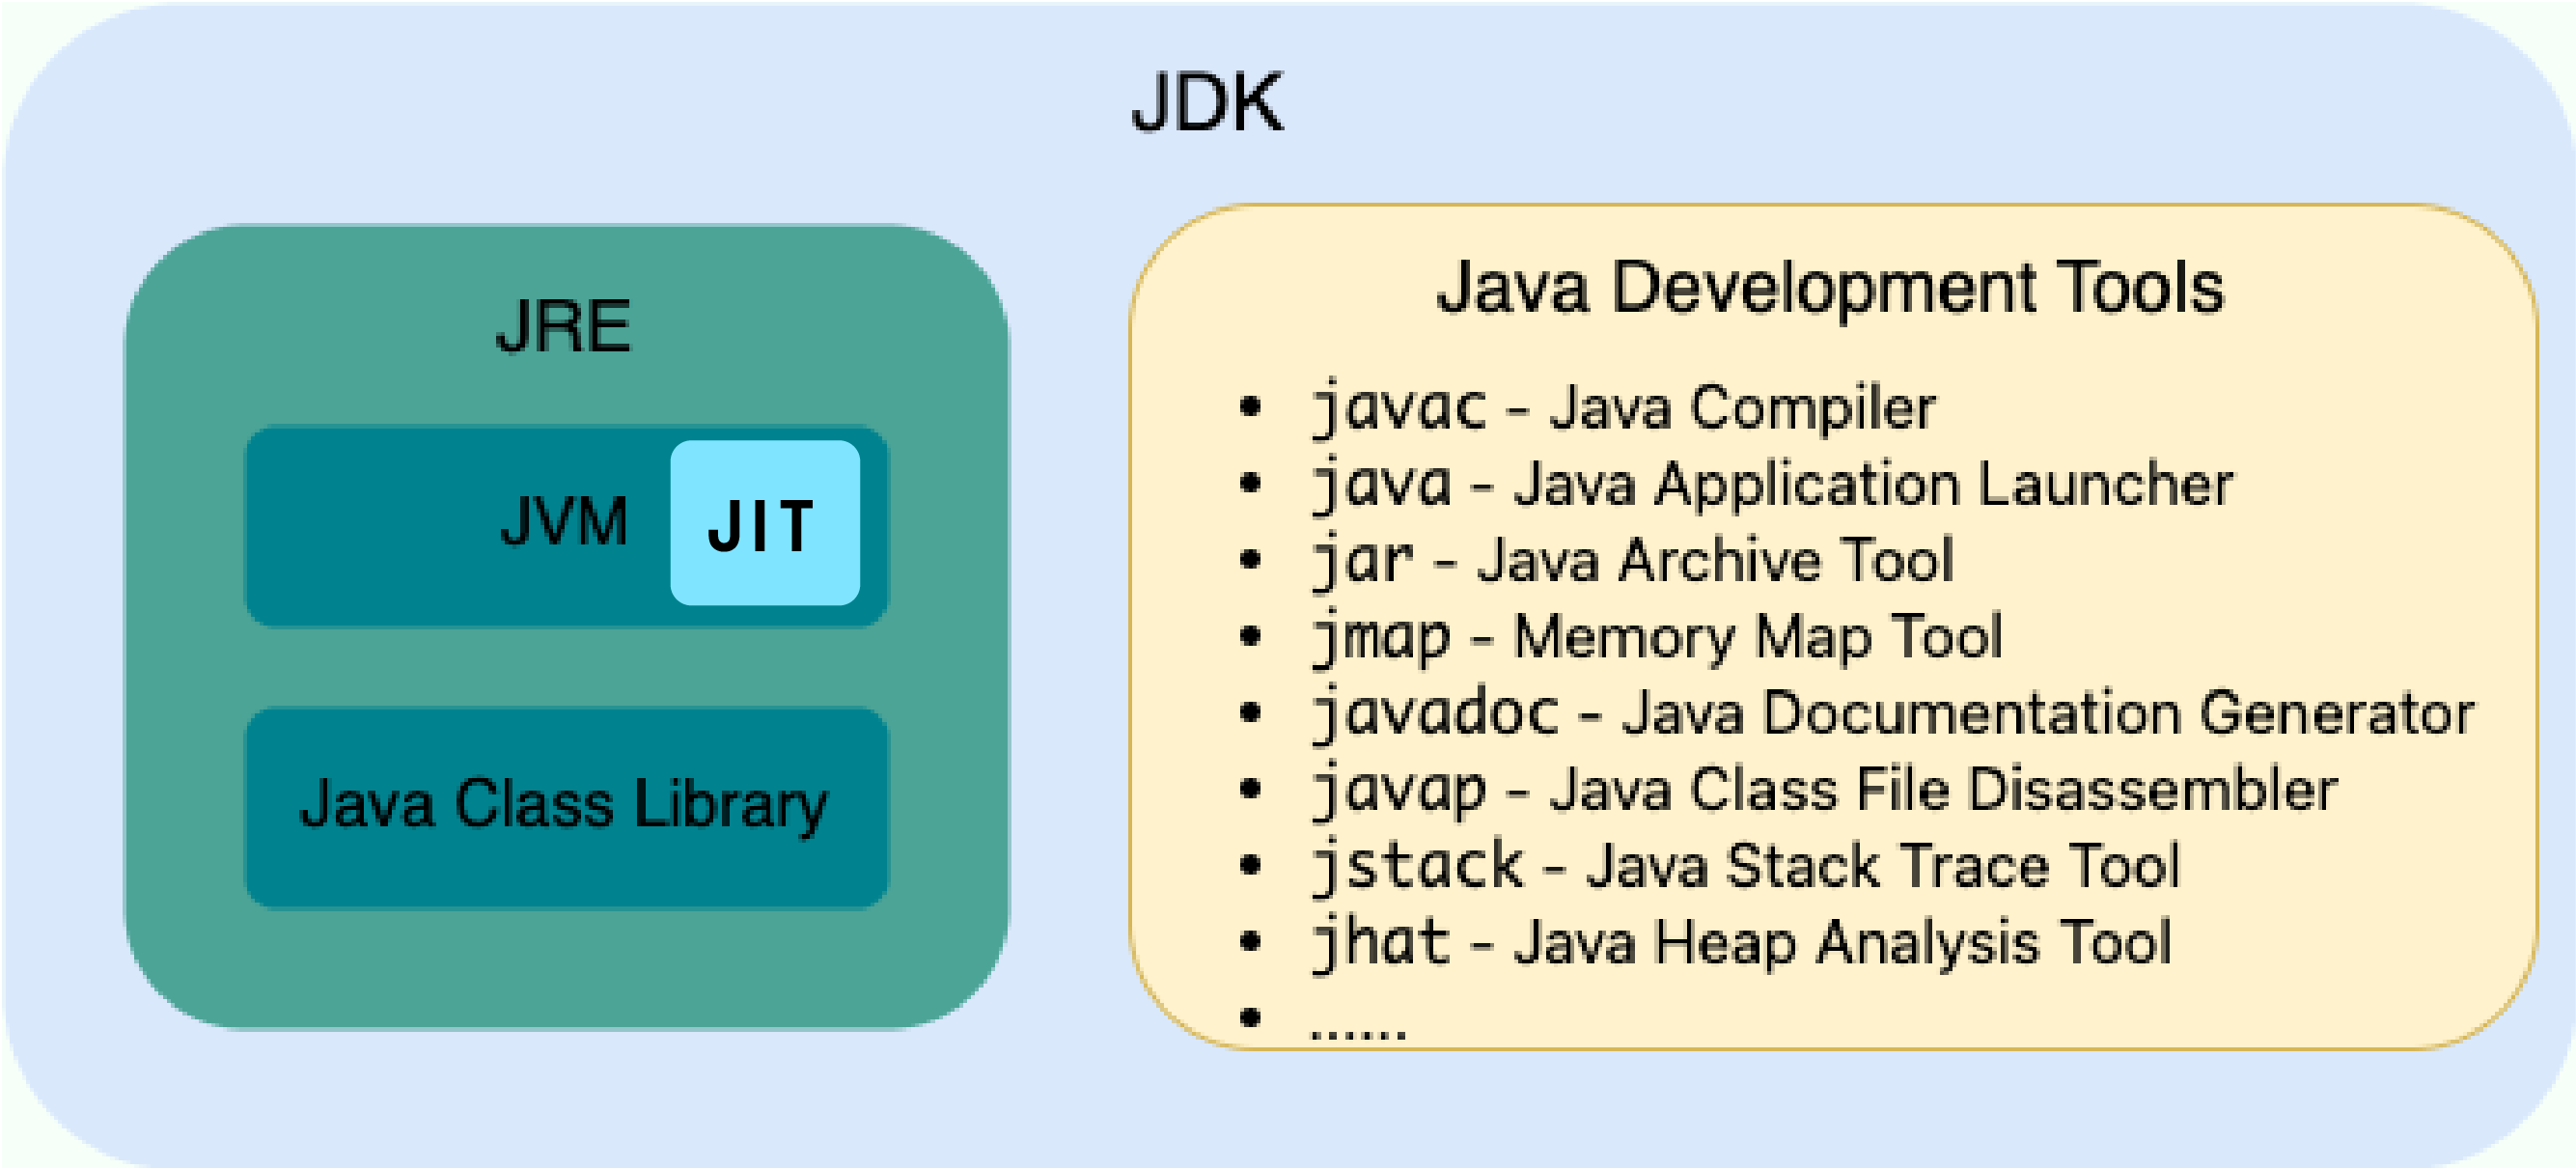 JDK
JRE
JVM
JIT
Java Class Library
Java Development Tools
• javac - Java Compiler
• java - Java Application Launcher
• jar - Java Archive Tool
• jmap - Memory Map Tool
• javadoc - Java Documentation Generator
• javap - Java Class File Disassembler
• jstack - Java Stack Trace Tool
• jhat - Java Heap Analysis Tool
• ......